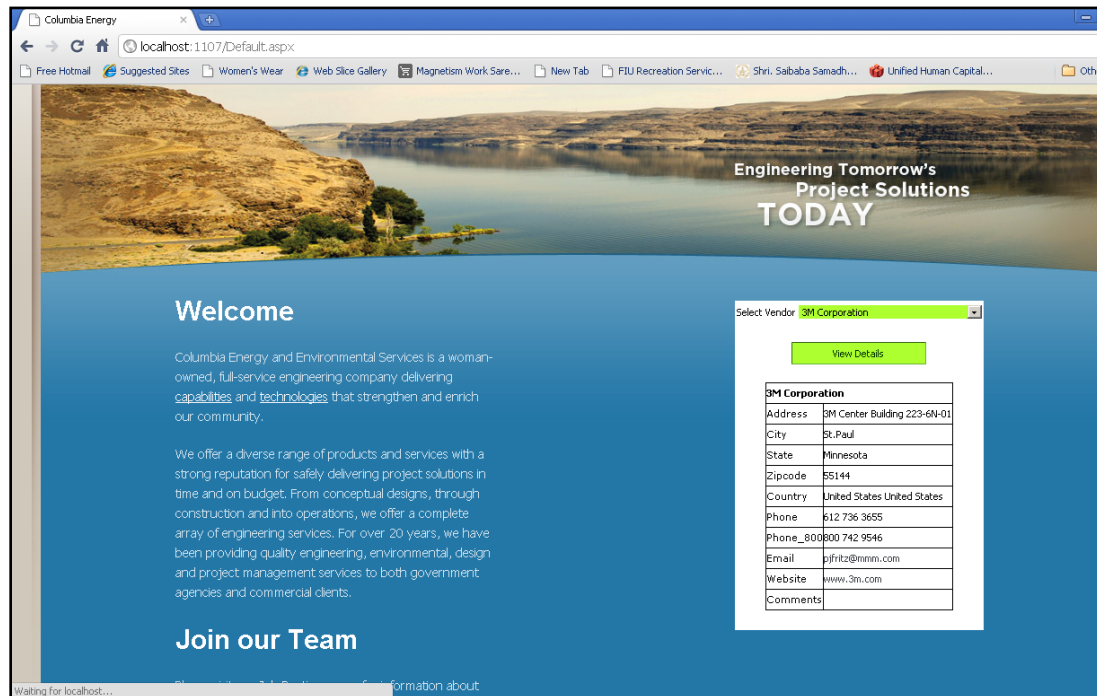 Columbia Energy
localhost:1107/Default.aspx
Free Hotmail Suggested Sites Women's Wear Web Slice Gallery Magnetism Work Sare... New Tab FIU Recreation Servic... Shri. Saibaba Samadh... Unified Human Capital... Oth
Engineering Tomorrow's
Project Solutions
TODAY
Welcome
Columbia Energy and Environmental Services is a woman-
owned, full-service engineering company delivering
capabilities and technologies that strengthen and enrich
our community.
We offer a diverse range of products and services with a
strong reputation for safely delivering project solutions in
time and on budget. From conceptual designs, through
construction and into operations, we offer a complete
array of engineering services. For over 20 years, we have
been providing quality engineering, environmental, design
and project management services to both government
agencies and commercial clients.
Join our Team
formation about
Select Vendor 3M Corporation
View Details
3M Corporation
Address 3M Center Building 223-6N-01
City St.Paul
State Minnesota
Zipcode 55144
Country United States United States
Phone 612 736 3655
Phone_800 800 742 9546
Email pjfritz@mmm.com
Website www.3m.com
Comments
Waiting for localhost...